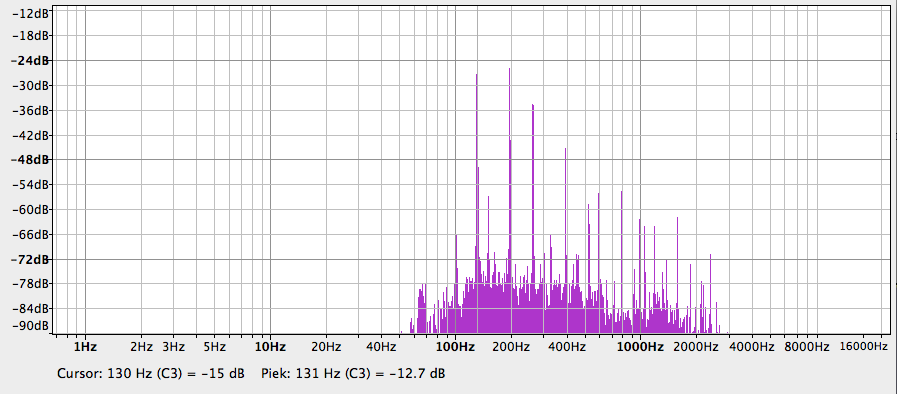 -12dB
-18dB
-24dB
-30dB
-36dB
-42dB
-48dB
-54dB
-60dB
-66dB
-72dB
-78dB
-84dB
-90dB
1Hz 2Hz 3Hz 5Hz 10Hz 20Hz 40Hz 100Hz 200Hz 400Hz 1000Hz 2000Hz 4000Hz 8000Hz 16000Hz
Cursor: 130 Hz (C3) = -15 dB Piek: 131 Hz (C3) = -12.7 dB